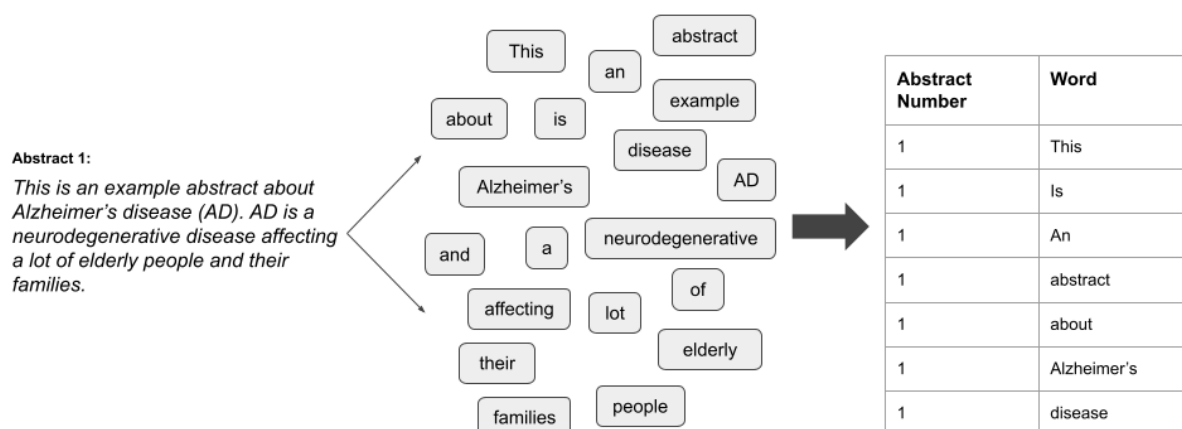 Abstract 1:
This is an example abstract about
Alzheimer's disease (AD). AD is a
neurodegenerative disease affecting
a lot of elderly people and their
families.
This
an
abstract
about
is
example
disease
Alzheimer's
AD
and
a
neurodegenerative
affecting
lot
of
their
elderly
families
people
Abstract Number Word
1 This
1 Is
1 An
1 abstract
1 about
1 Alzheimer's
1 disease